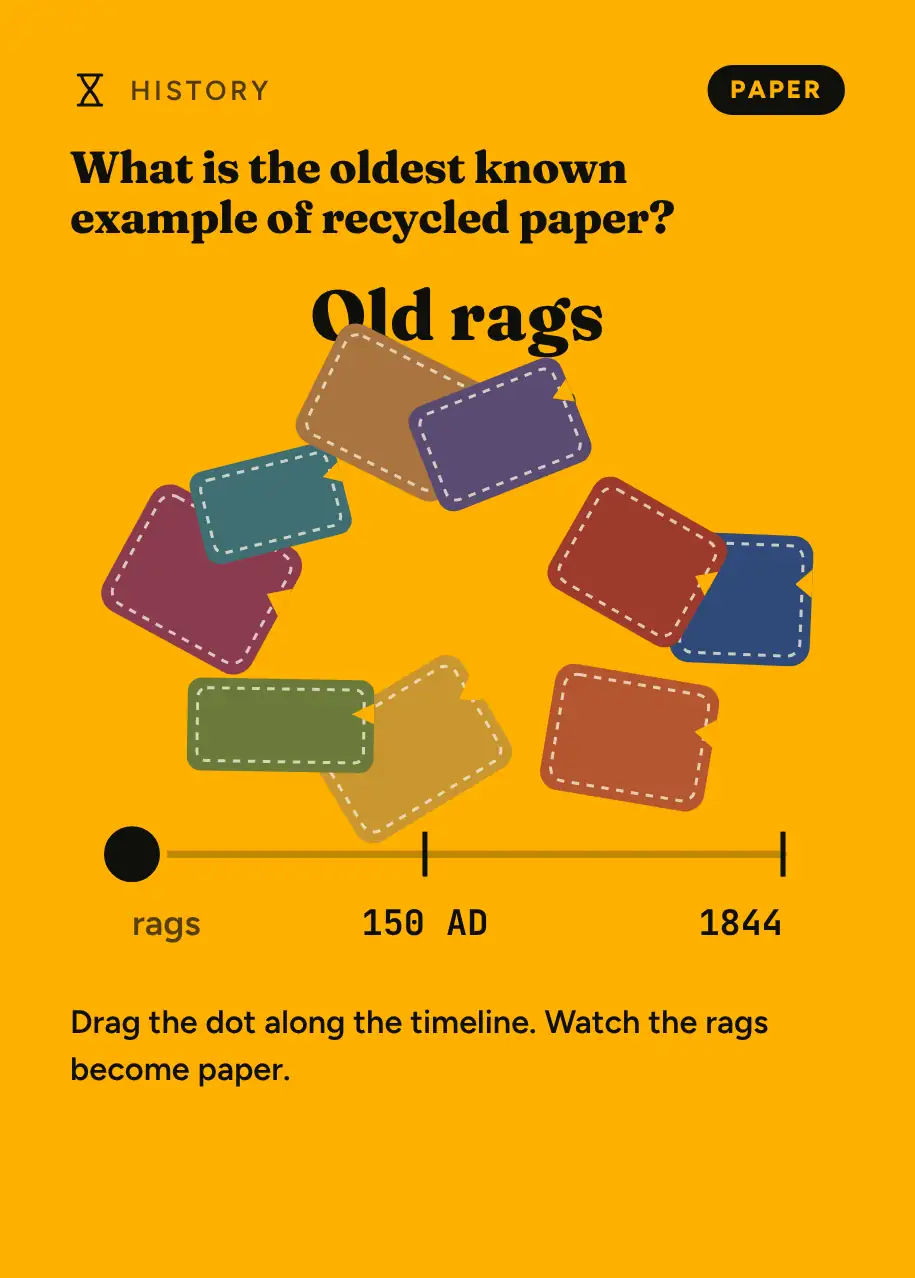 HISTORY
PAPER
What is the oldest known
example of recycled paper?
Old rags
rags
150 AD
1844
Drag the dot along the timeline. Watch the rags
become paper.